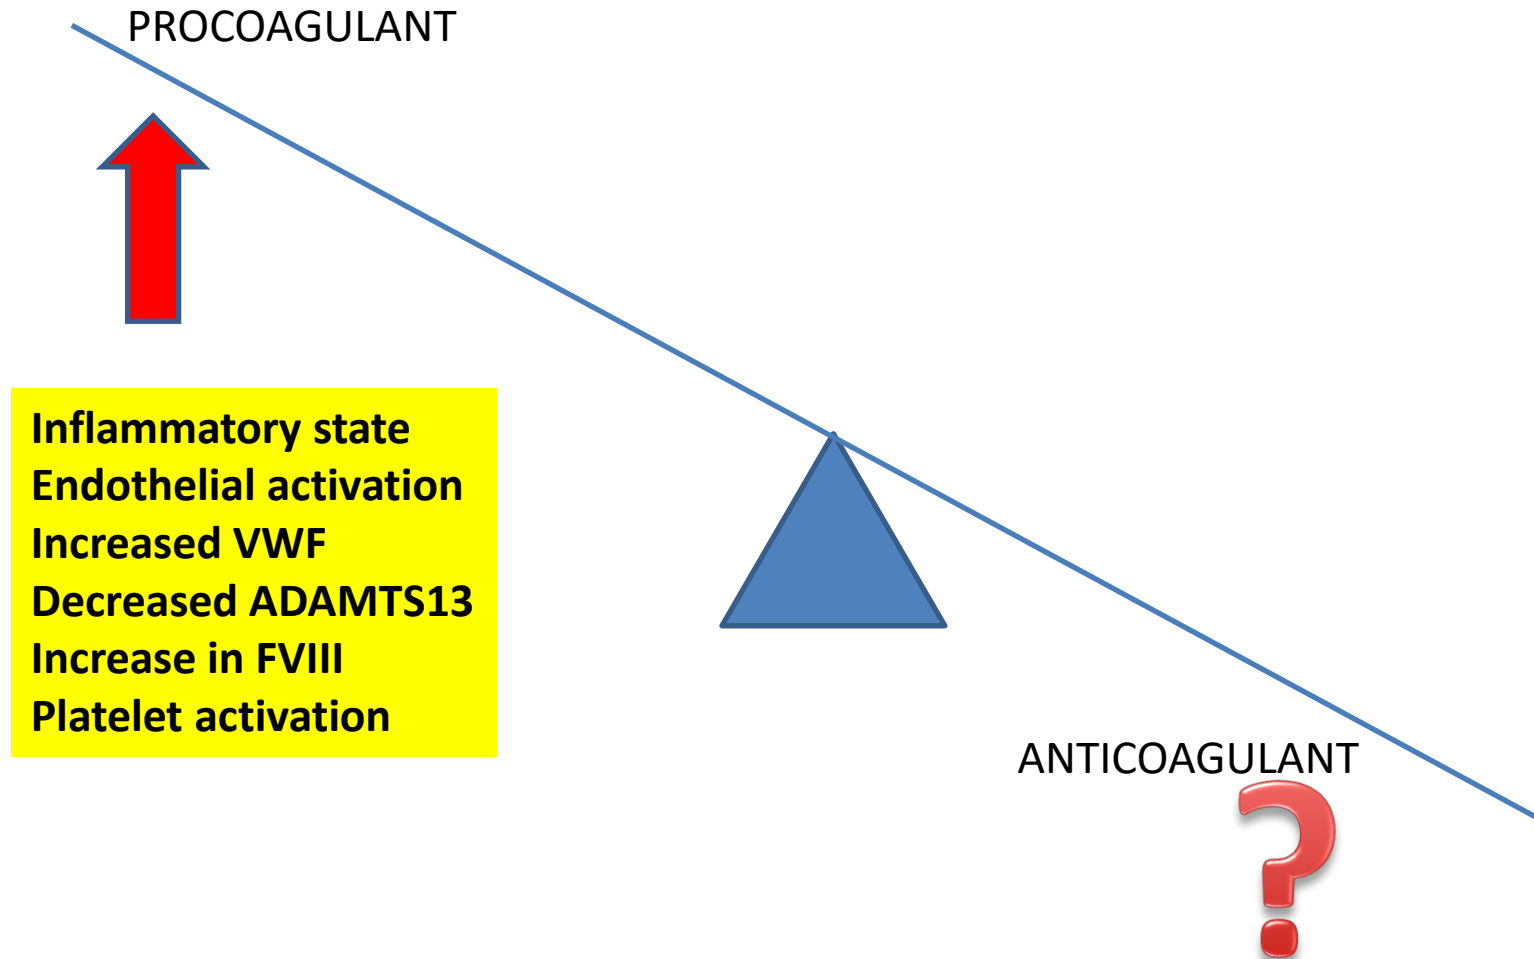 PROCOAGULANT
Inflammatory state
Endothelial activation
Increased VWF
Decreased ADAMTS13
Increase in FVIII
Platelet activation
ANTICOAGULANT
?